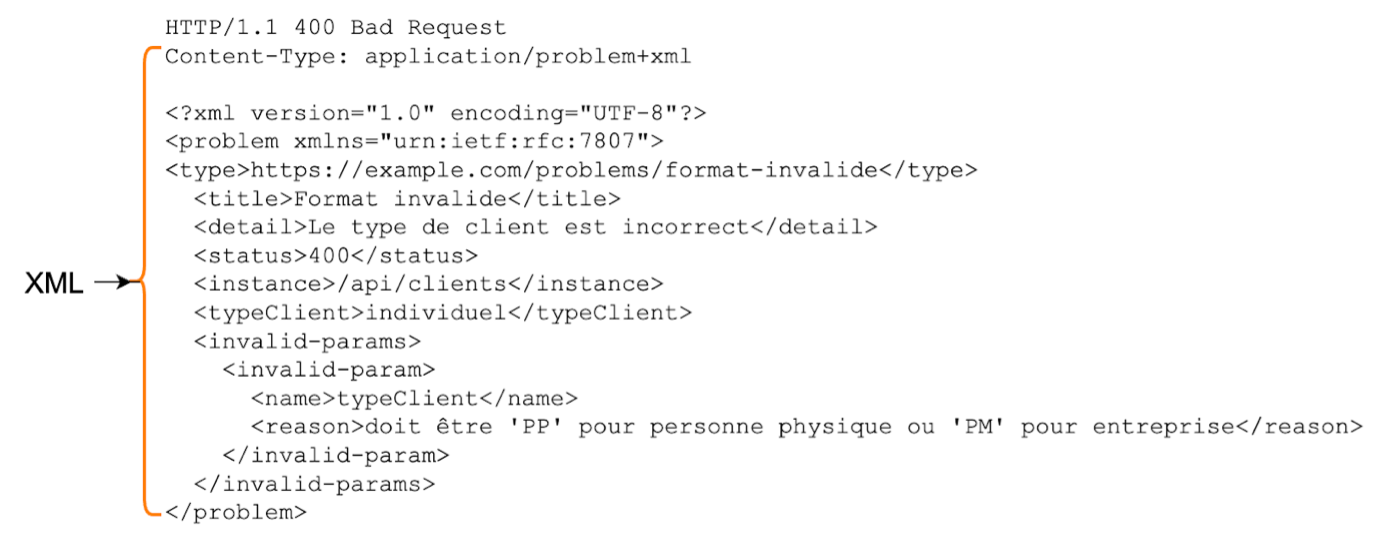 HTTP/1.1 400 Bad Request
Content-Type: application/problem+xml
<?xml version="1.0" encoding="UTF-8"?>
<problem xmlns="urn:ietf:rfc:7807">
<type>https://example.com/problems/format-invalide</type>
<title>Format invalide</title>
<detail>Le type de client est incorrect</detail>
<status>400</status>
XML
<instance>/api/clients</instance>
<typeClient>individuel</typeClient>
<invalid-params>
<invalid-param>
<name>typeClient</name>
<reason>doit être 'PP' pour personne physique ou 'PM' pour entreprise</reason>
</invalid-param>
</invalid-params>
</problem>